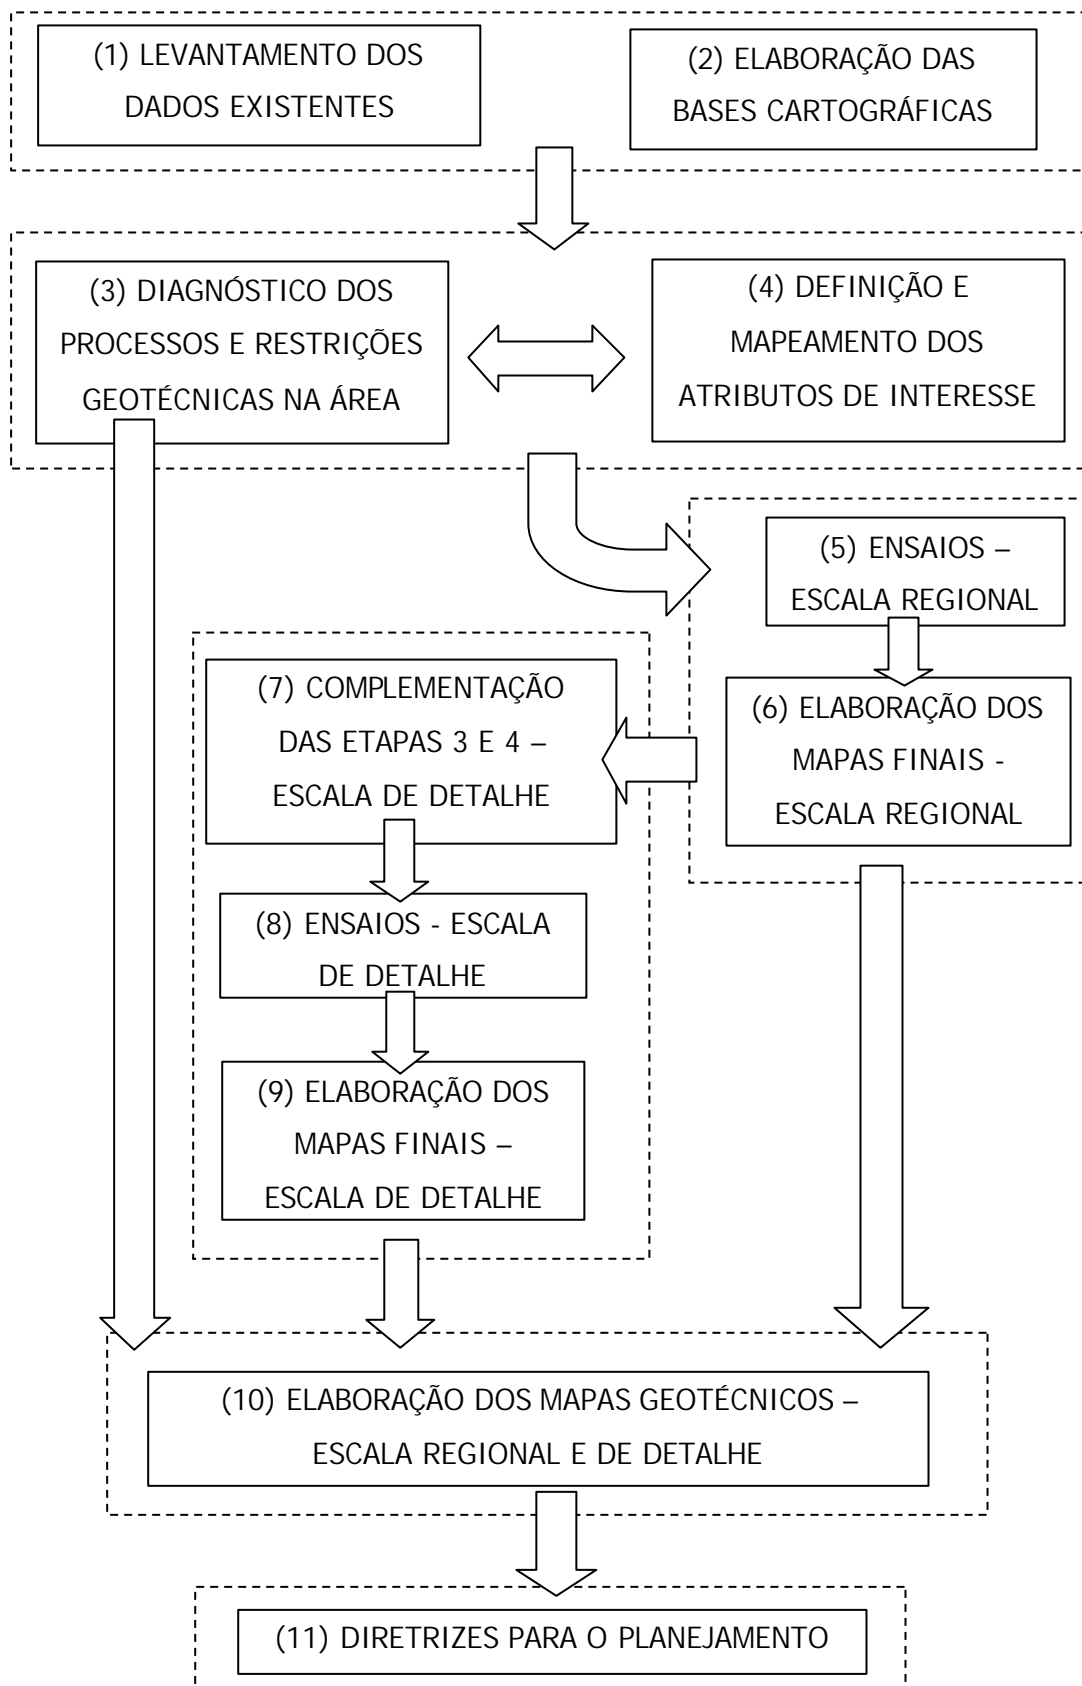 (1) LEVANTAMENTO DOS
DADOS EXISTENTES
(2) ELABORAÇÃO DAS
BASES CARTOGRÁFICAS
(3) DIAGNÓSTICO DOS
PROCESSOS E RESTRIÇÕES
GEOTÉCNICAS NA ÁREA
(4) DEFINIÇÃO E
MAPEAMENTO DOS
ATRIBUTOS DE INTERESSE
(5) ENSAIOS –
ESCALA REGIONAL
(6) ELABORAÇÃO DOS
MAPAS FINAIS -
ESCALA REGIONAL
(7) COMPLEMENTAÇÃO
DAS ETAPAS 3 E 4 –
ESCALA DE DETALHE
(8) ENSAIOS - ESCALA
DE DETALHE
(9) ELABORAÇÃO DOS
MAPAS FINAIS –
ESCALA DE DETALHE
(10) ELABORAÇÃO DOS MAPAS GEOTÉCNICOS –
ESCALA REGIONAL E DE DETALHE
(11) DIRETRIZES PARA O PLANEJAMENTO